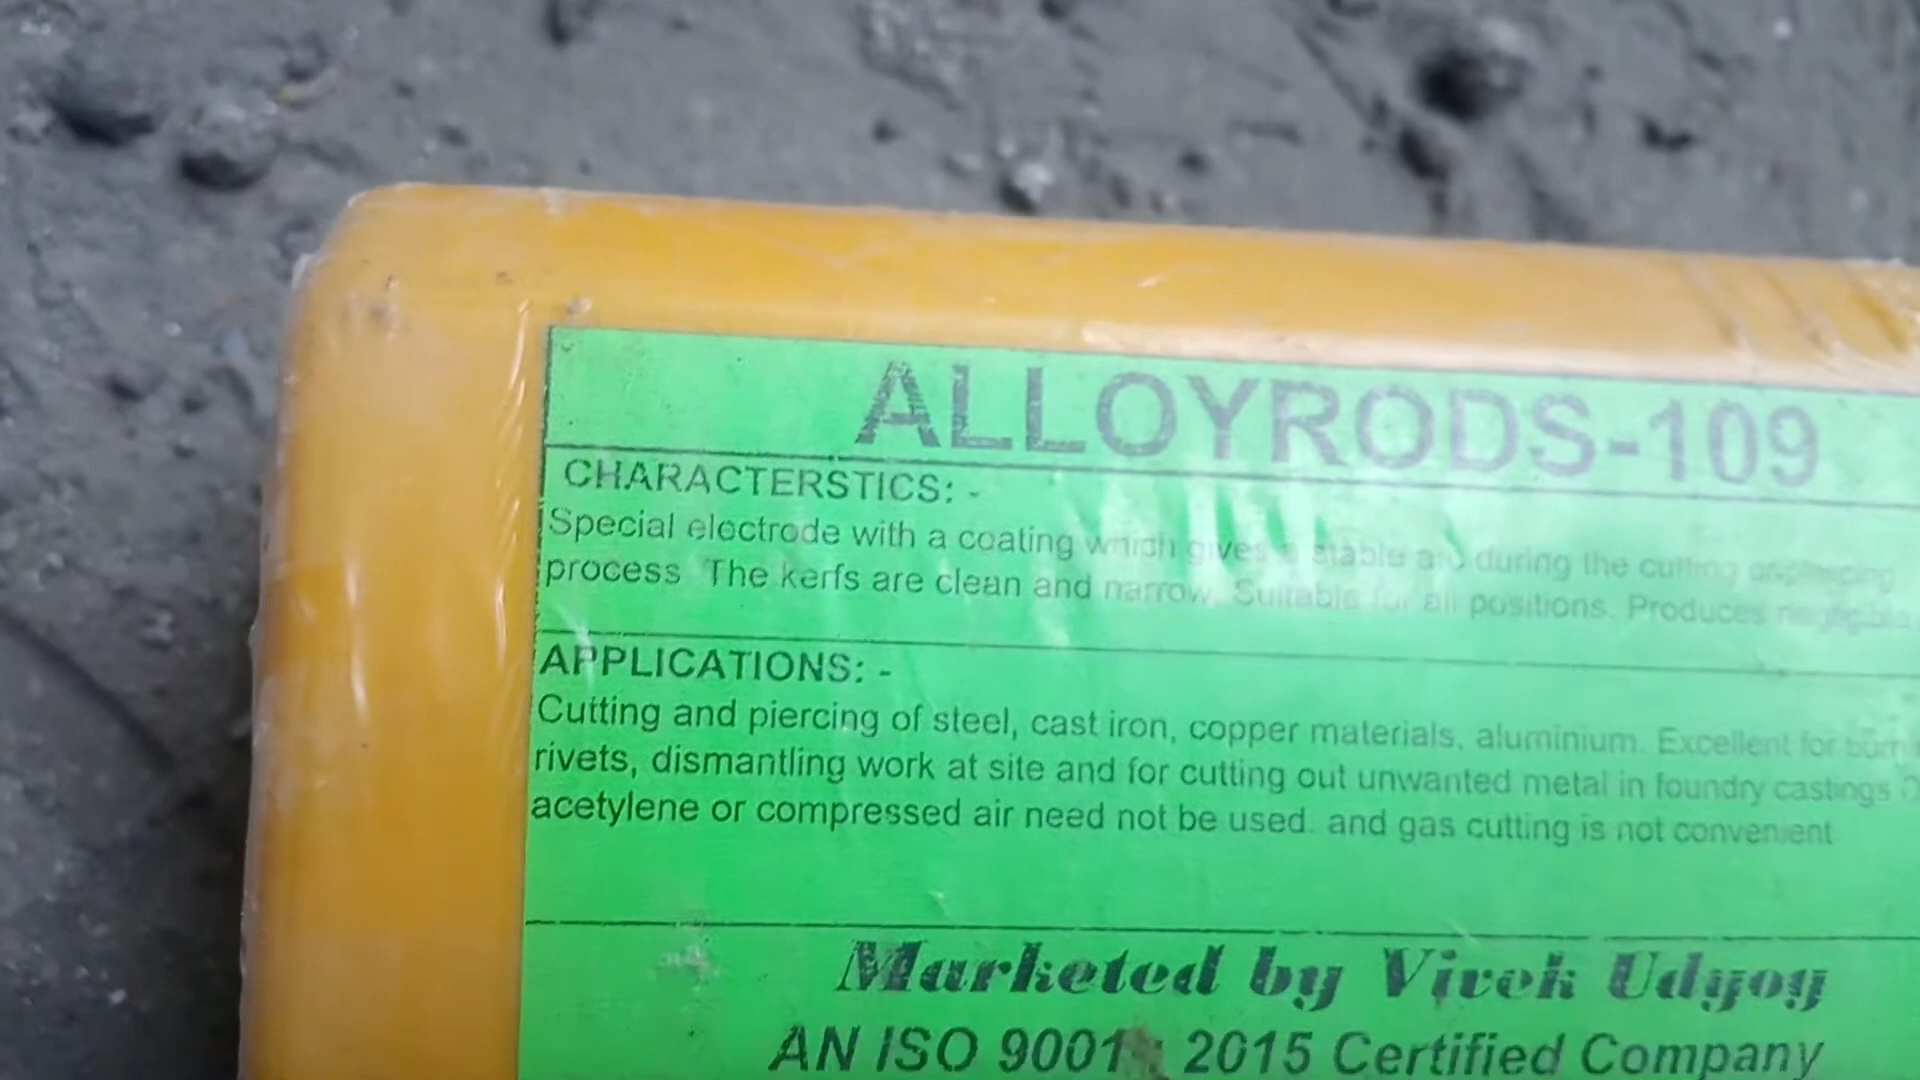 ALLOYRODS-109
CHARACTERSTICS: -
Special electrode with a coating which gives a stable arc during the cutting
process The kerfs are clean and narrow. Suitable for all positions. Produces negligible
APPLICATIONS: -
Cutting and piercing of steel, cast iron, copper materials, aluminium. Excellent for
rivets, dismantling work at site and for cutting out unwanted metal in foundry castings
acetylene or compressed air need not be used. and gas cutting is not convenient
Marketed by Vivek Udyog
AN ISO 9001 : 2015 Certified Company